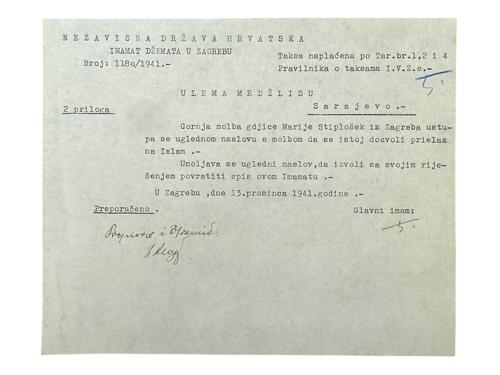 NEZAVISNA DRŽAVA HRVATSKA
IMAMAT DŽEMATA U ZAGREBU
Broj: 1180/1941.-
Taksa naplaćena po Tar.br.1,2 i 4
Pravilnika o taksama I.V.Z.c.-
ULEMA MEDŽLISU
2 priloga
Sarajevo.-
Gornja molba gdjice Marije Stiplošek iz Zagreba ustu-
pa se uglednom naslovu s molbom da se istoj dozvoli prielaz
na Islam .-
Umoljava se ugledni naslov,da izvoli sa svojim rije-
šenjem povratiti spis ovom Imamatu .-
U Zagrebu ,dne 13.prosinca 1941.godine .-
Preporučeno .
Glavni imam: